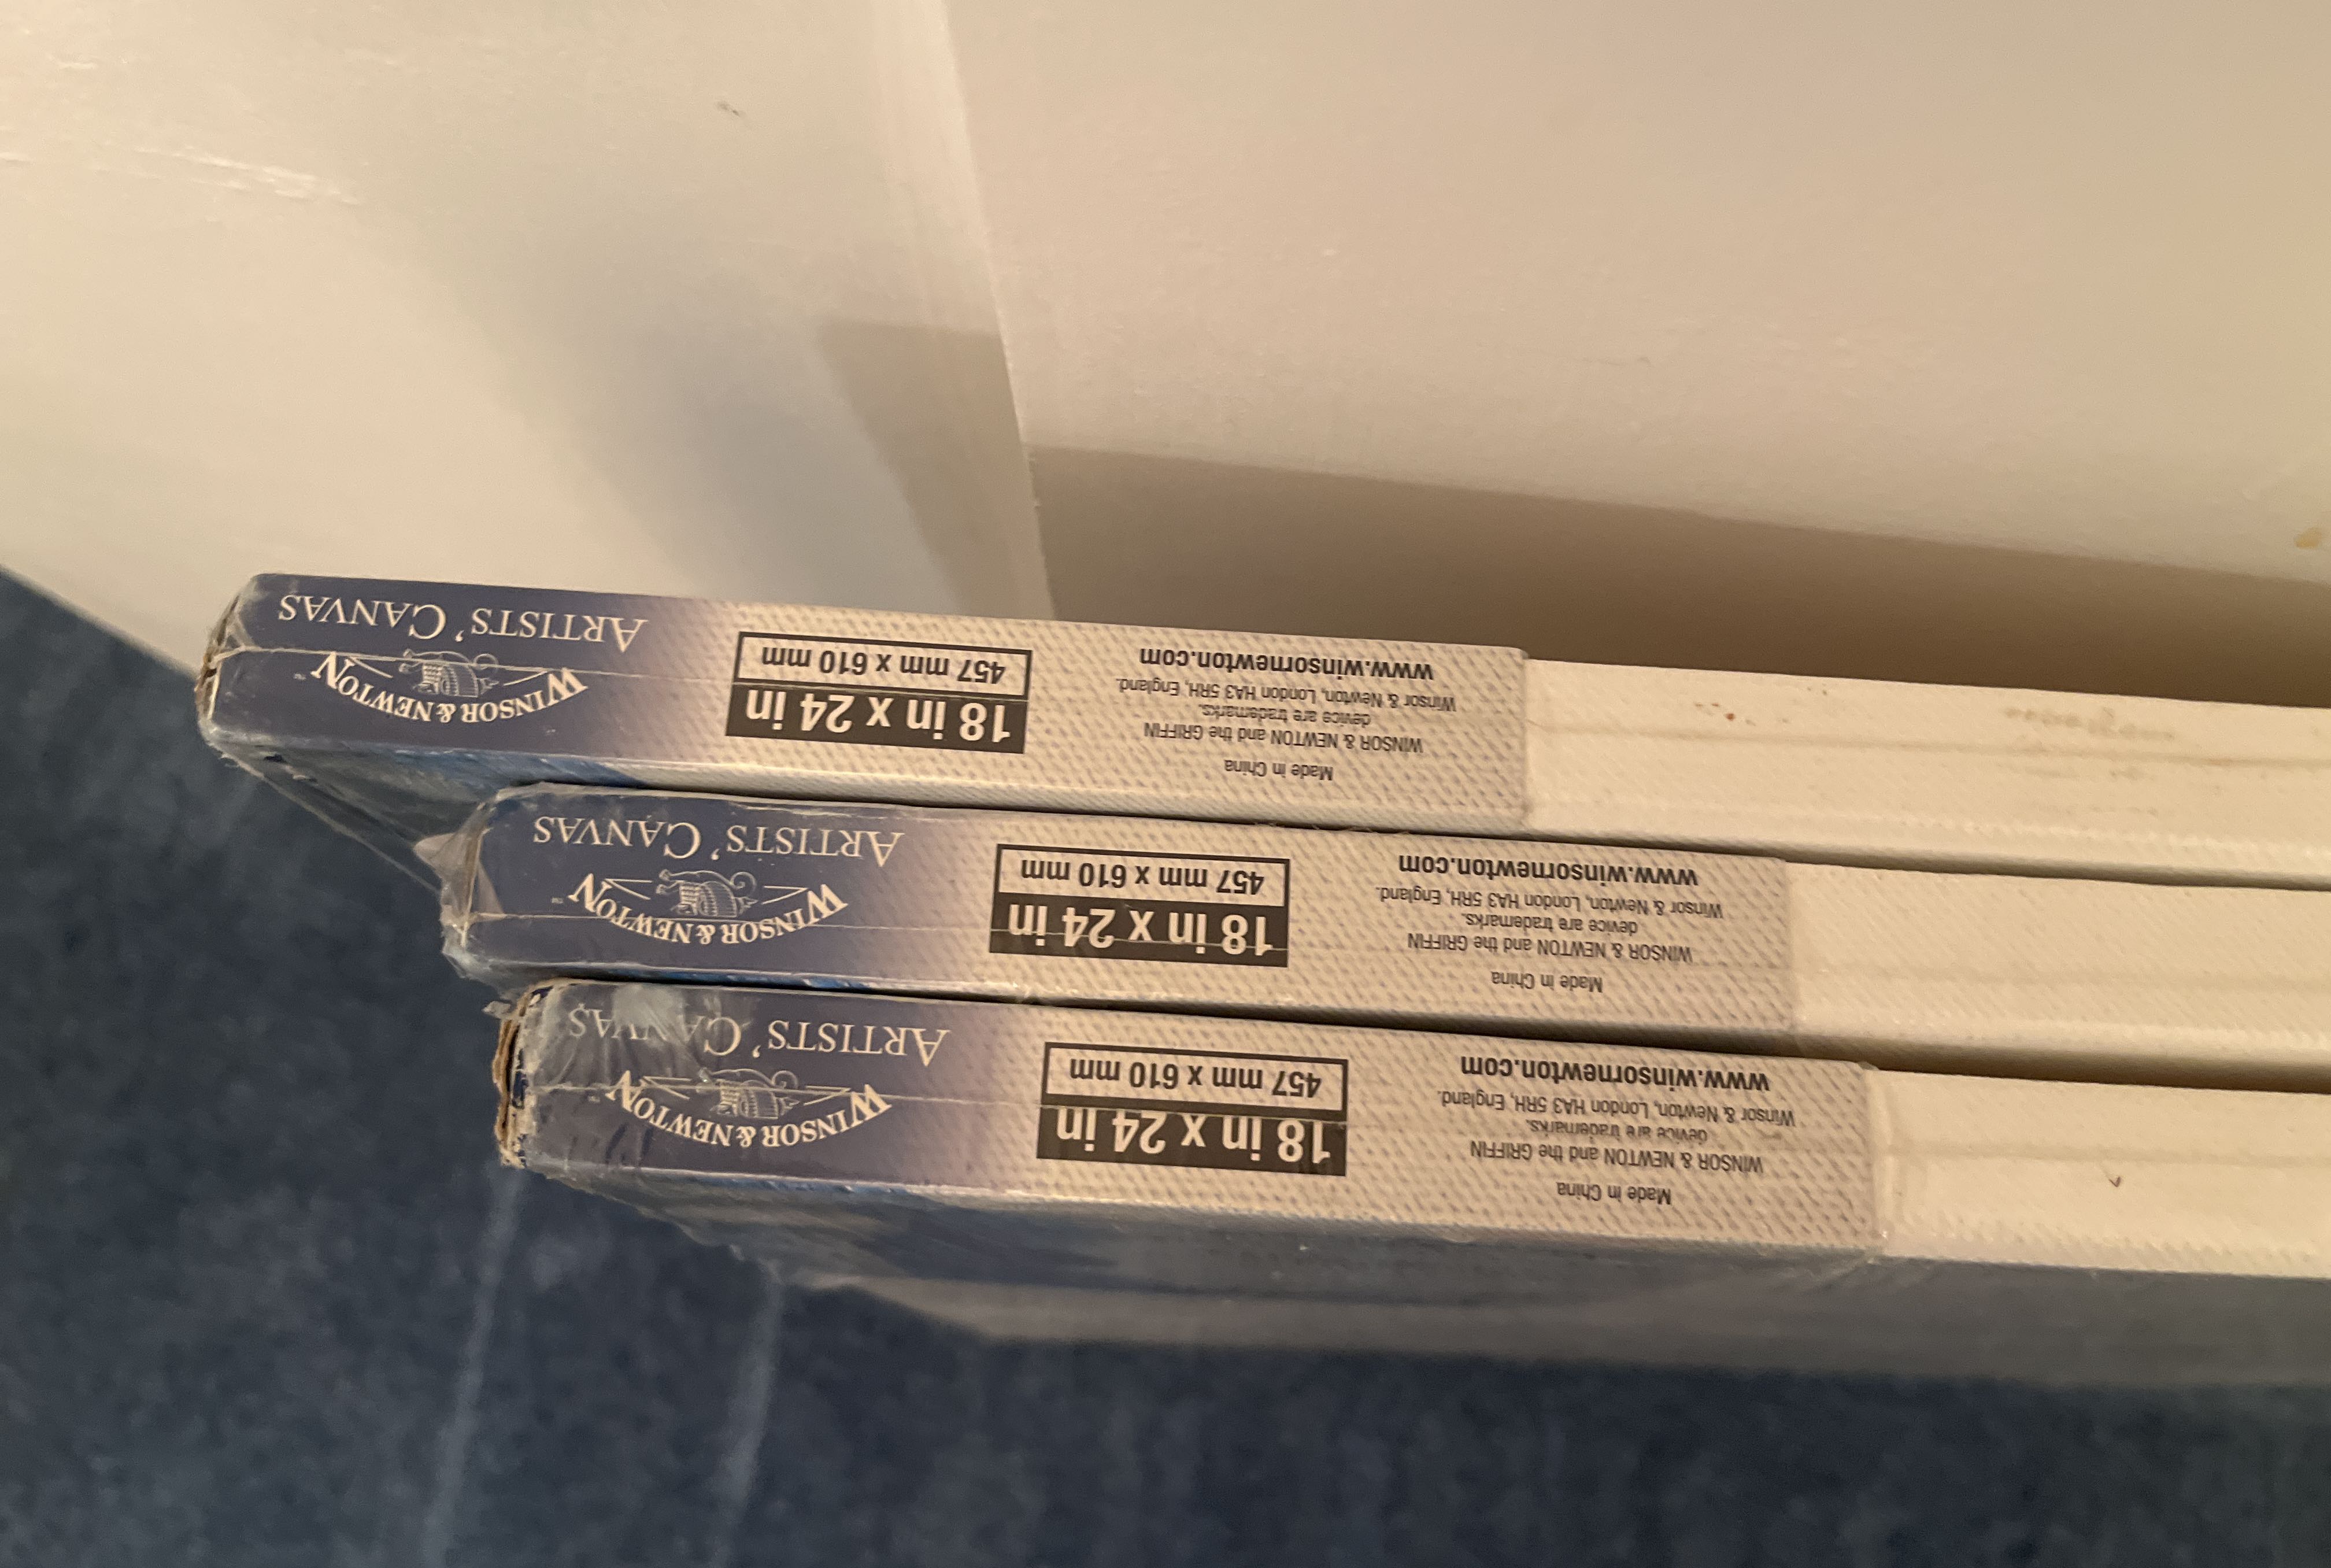 WINSOR & NEWTON™
ARTISTS' CANVAS
18 in x 24 in
457 mm x 610 mm
Made in China
WINSOR & NEWTON and the GRIFFIN
device are trademarks.
Winsor & Newton, London HA3 5RH, England.
www.winsornewton.com
WINSOR & NEWTON™
ARTISTS' CANVAS
18 in x 24 in
457 mm x 610 mm
Made in China
WINSOR & NEWTON and the GRIFFIN
device are trademarks.
Winsor & Newton, London HA3 5RH, England.
www.winsornewton.com
WINSOR & NEWTON™
ARTISTS' CANVAS
18 in x 24 in
457 mm x 610 mm
Made in China
WINSOR & NEWTON and the GRIFFIN
device are trademarks.
Winsor & Newton, London HA3 5RH, England.
www.winsornewton.com